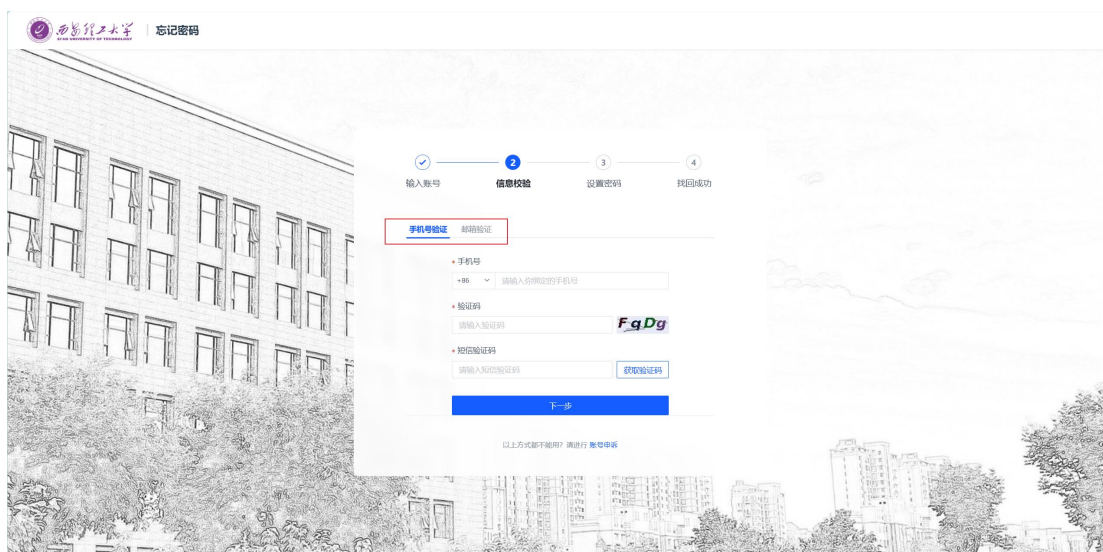 西安理工大学 忘记密码
XI'AN UNIVERSITY OF TECHNOLOGY
2 3 4
输入账号 信息校验 设置密码 找回成功
手机号验证 邮箱验证
* 手机号
+86 请输入你绑定的手机号
* 验证码
请输入验证码 FqDg
* 短信验证码
请输入短信验证码 获取验证码
下一步
以上方式都不能用？请进行 账号申诉